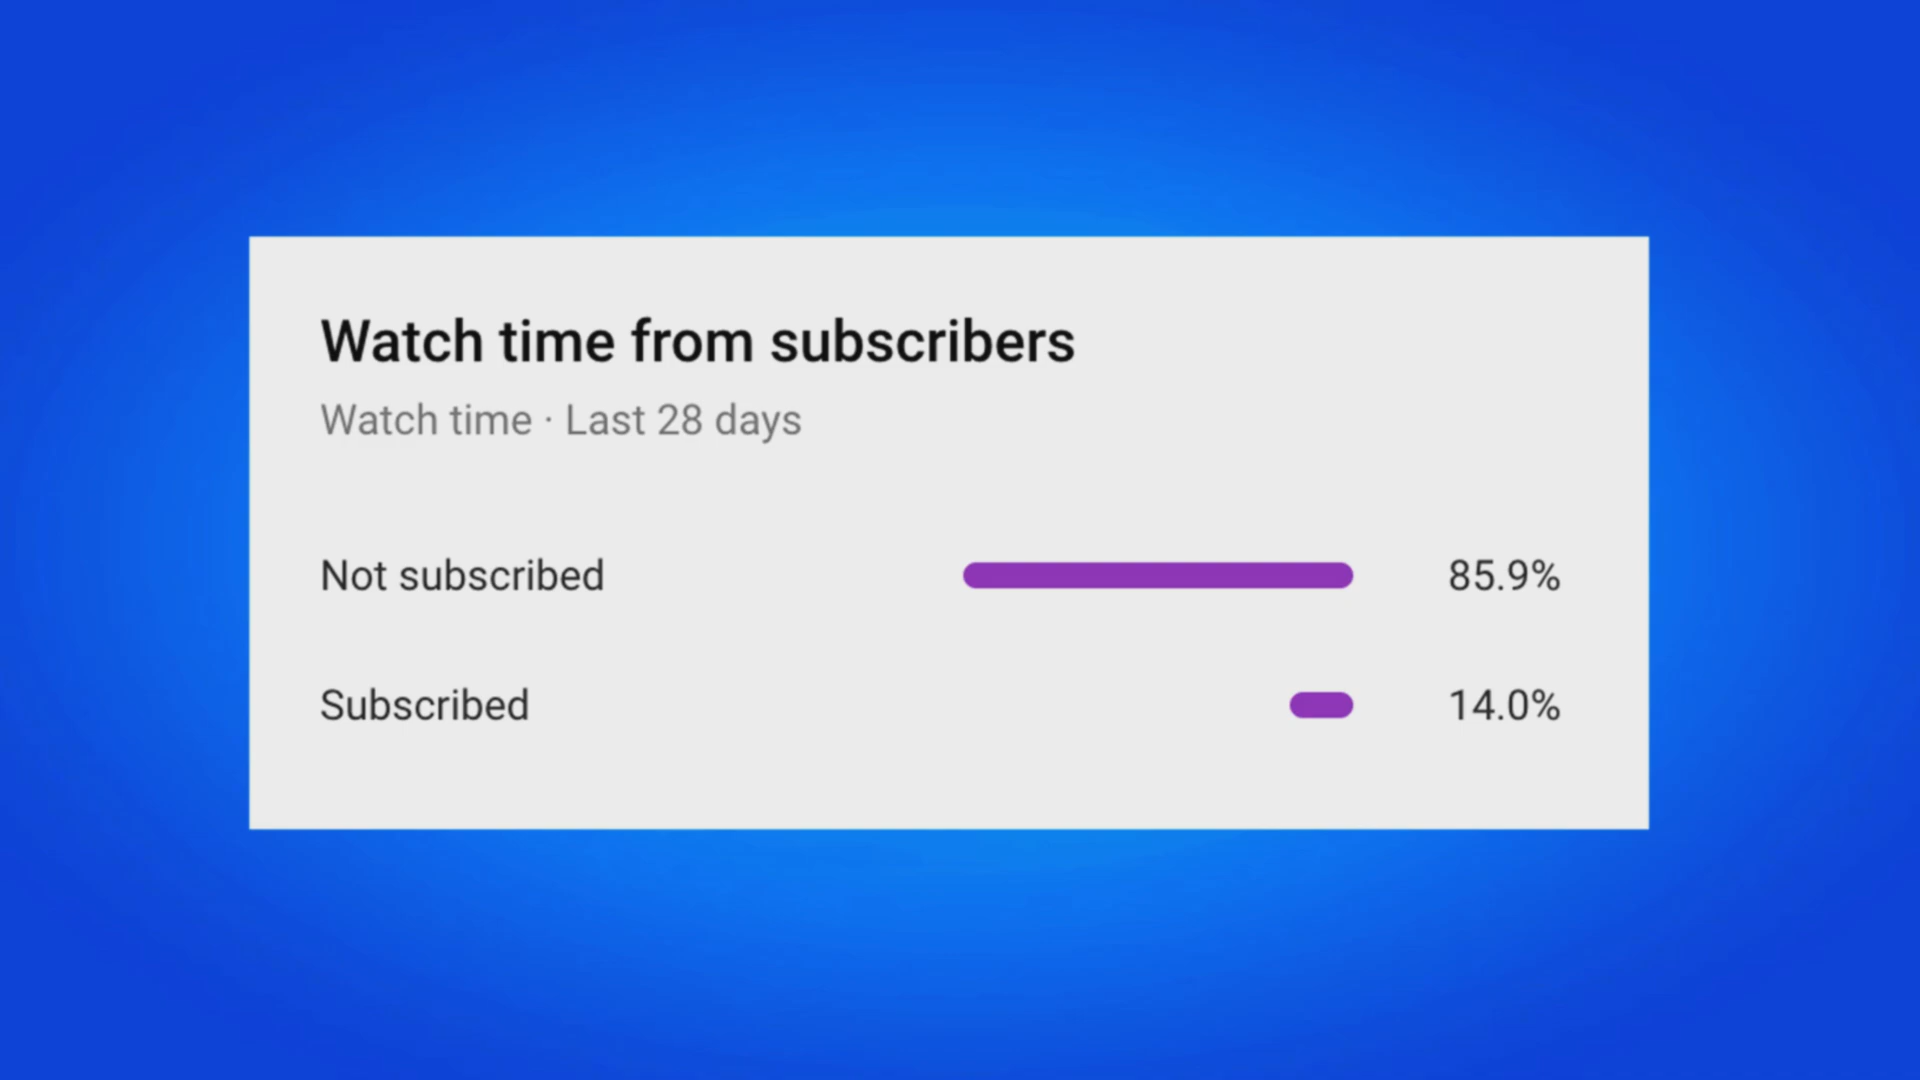 Watch time from subscribers
Watch time · Last 28 days
Not subscribed 85.9%
Subscribed 14.0%